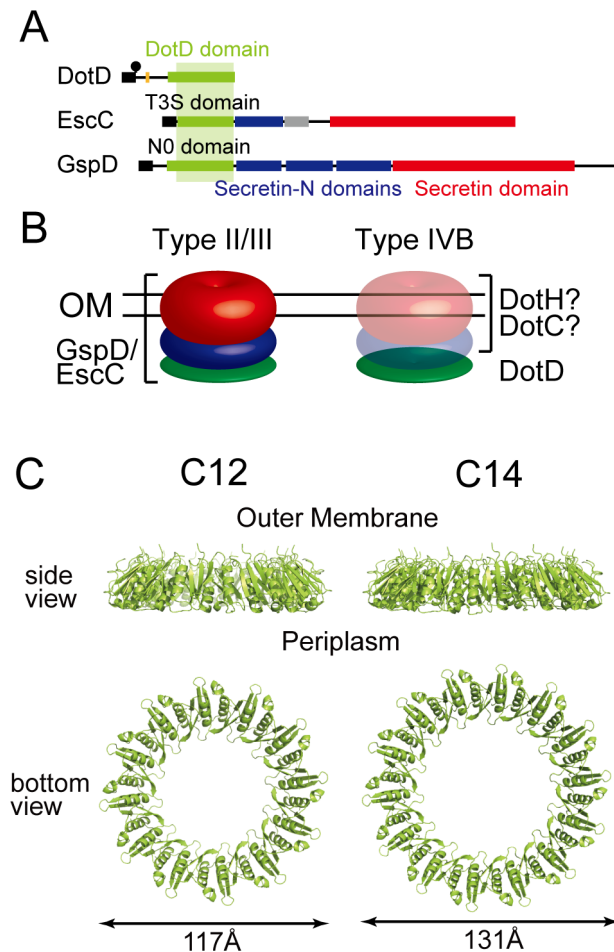 A
DotD domain
DotD
T3S domain
EscC
N0 domain
GspD
Secretin-N domains Secretin domain
B
Type II/III Type IVB
OM
DotH?
DotC?
GspD/
EscC
DotD
C
C12 C14
Outer Membrane
side
view
Periplasm
bottom
view
117Å 131Å